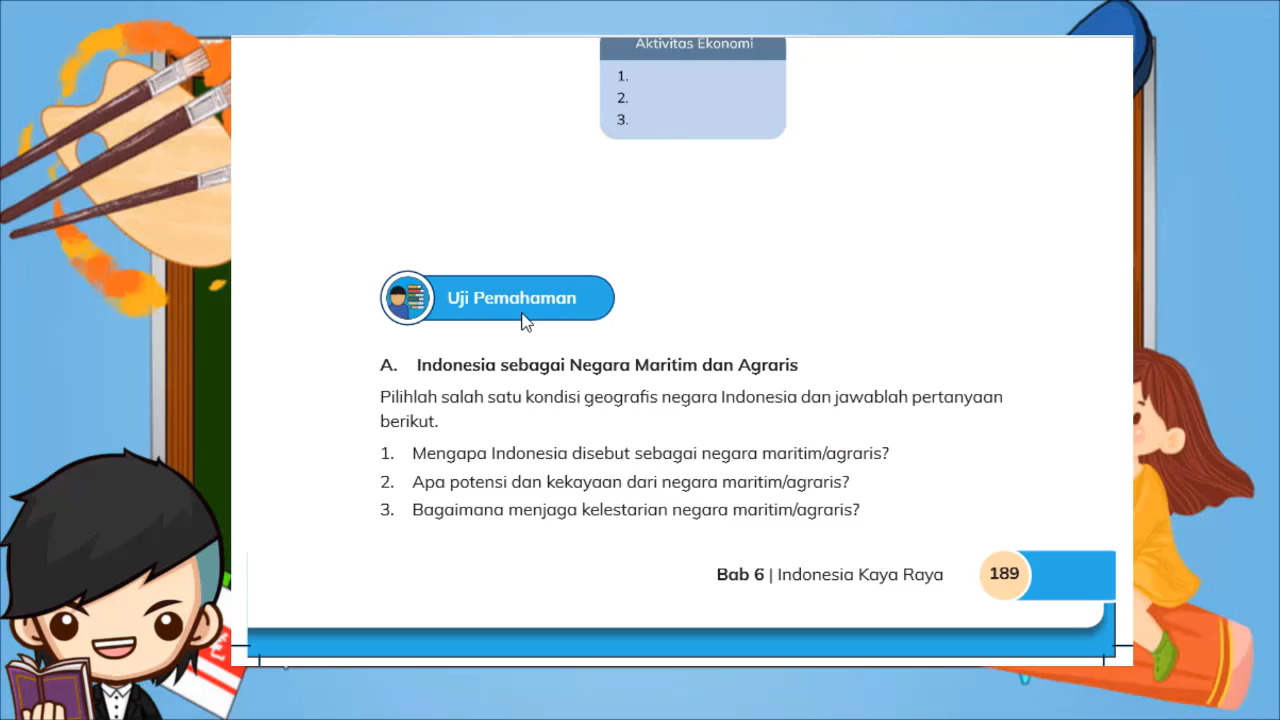 Aktivitas Ekonomi
1.
2.
3.
Uji Pemahaman
A. Indonesia sebagai Negara Maritim dan Agraris
Pilihlah salah satu kondisi geografis negara Indonesia dan jawablah pertanyaan
berikut.
1. Mengapa Indonesia disebut sebagai negara maritim/agraris?
2. Apa potensi dan kekayaan dari negara maritim/agraris?
3. Bagaimana menjaga kelestarian negara maritim/agraris?
Bab 6 | Indonesia Kaya Raya
189